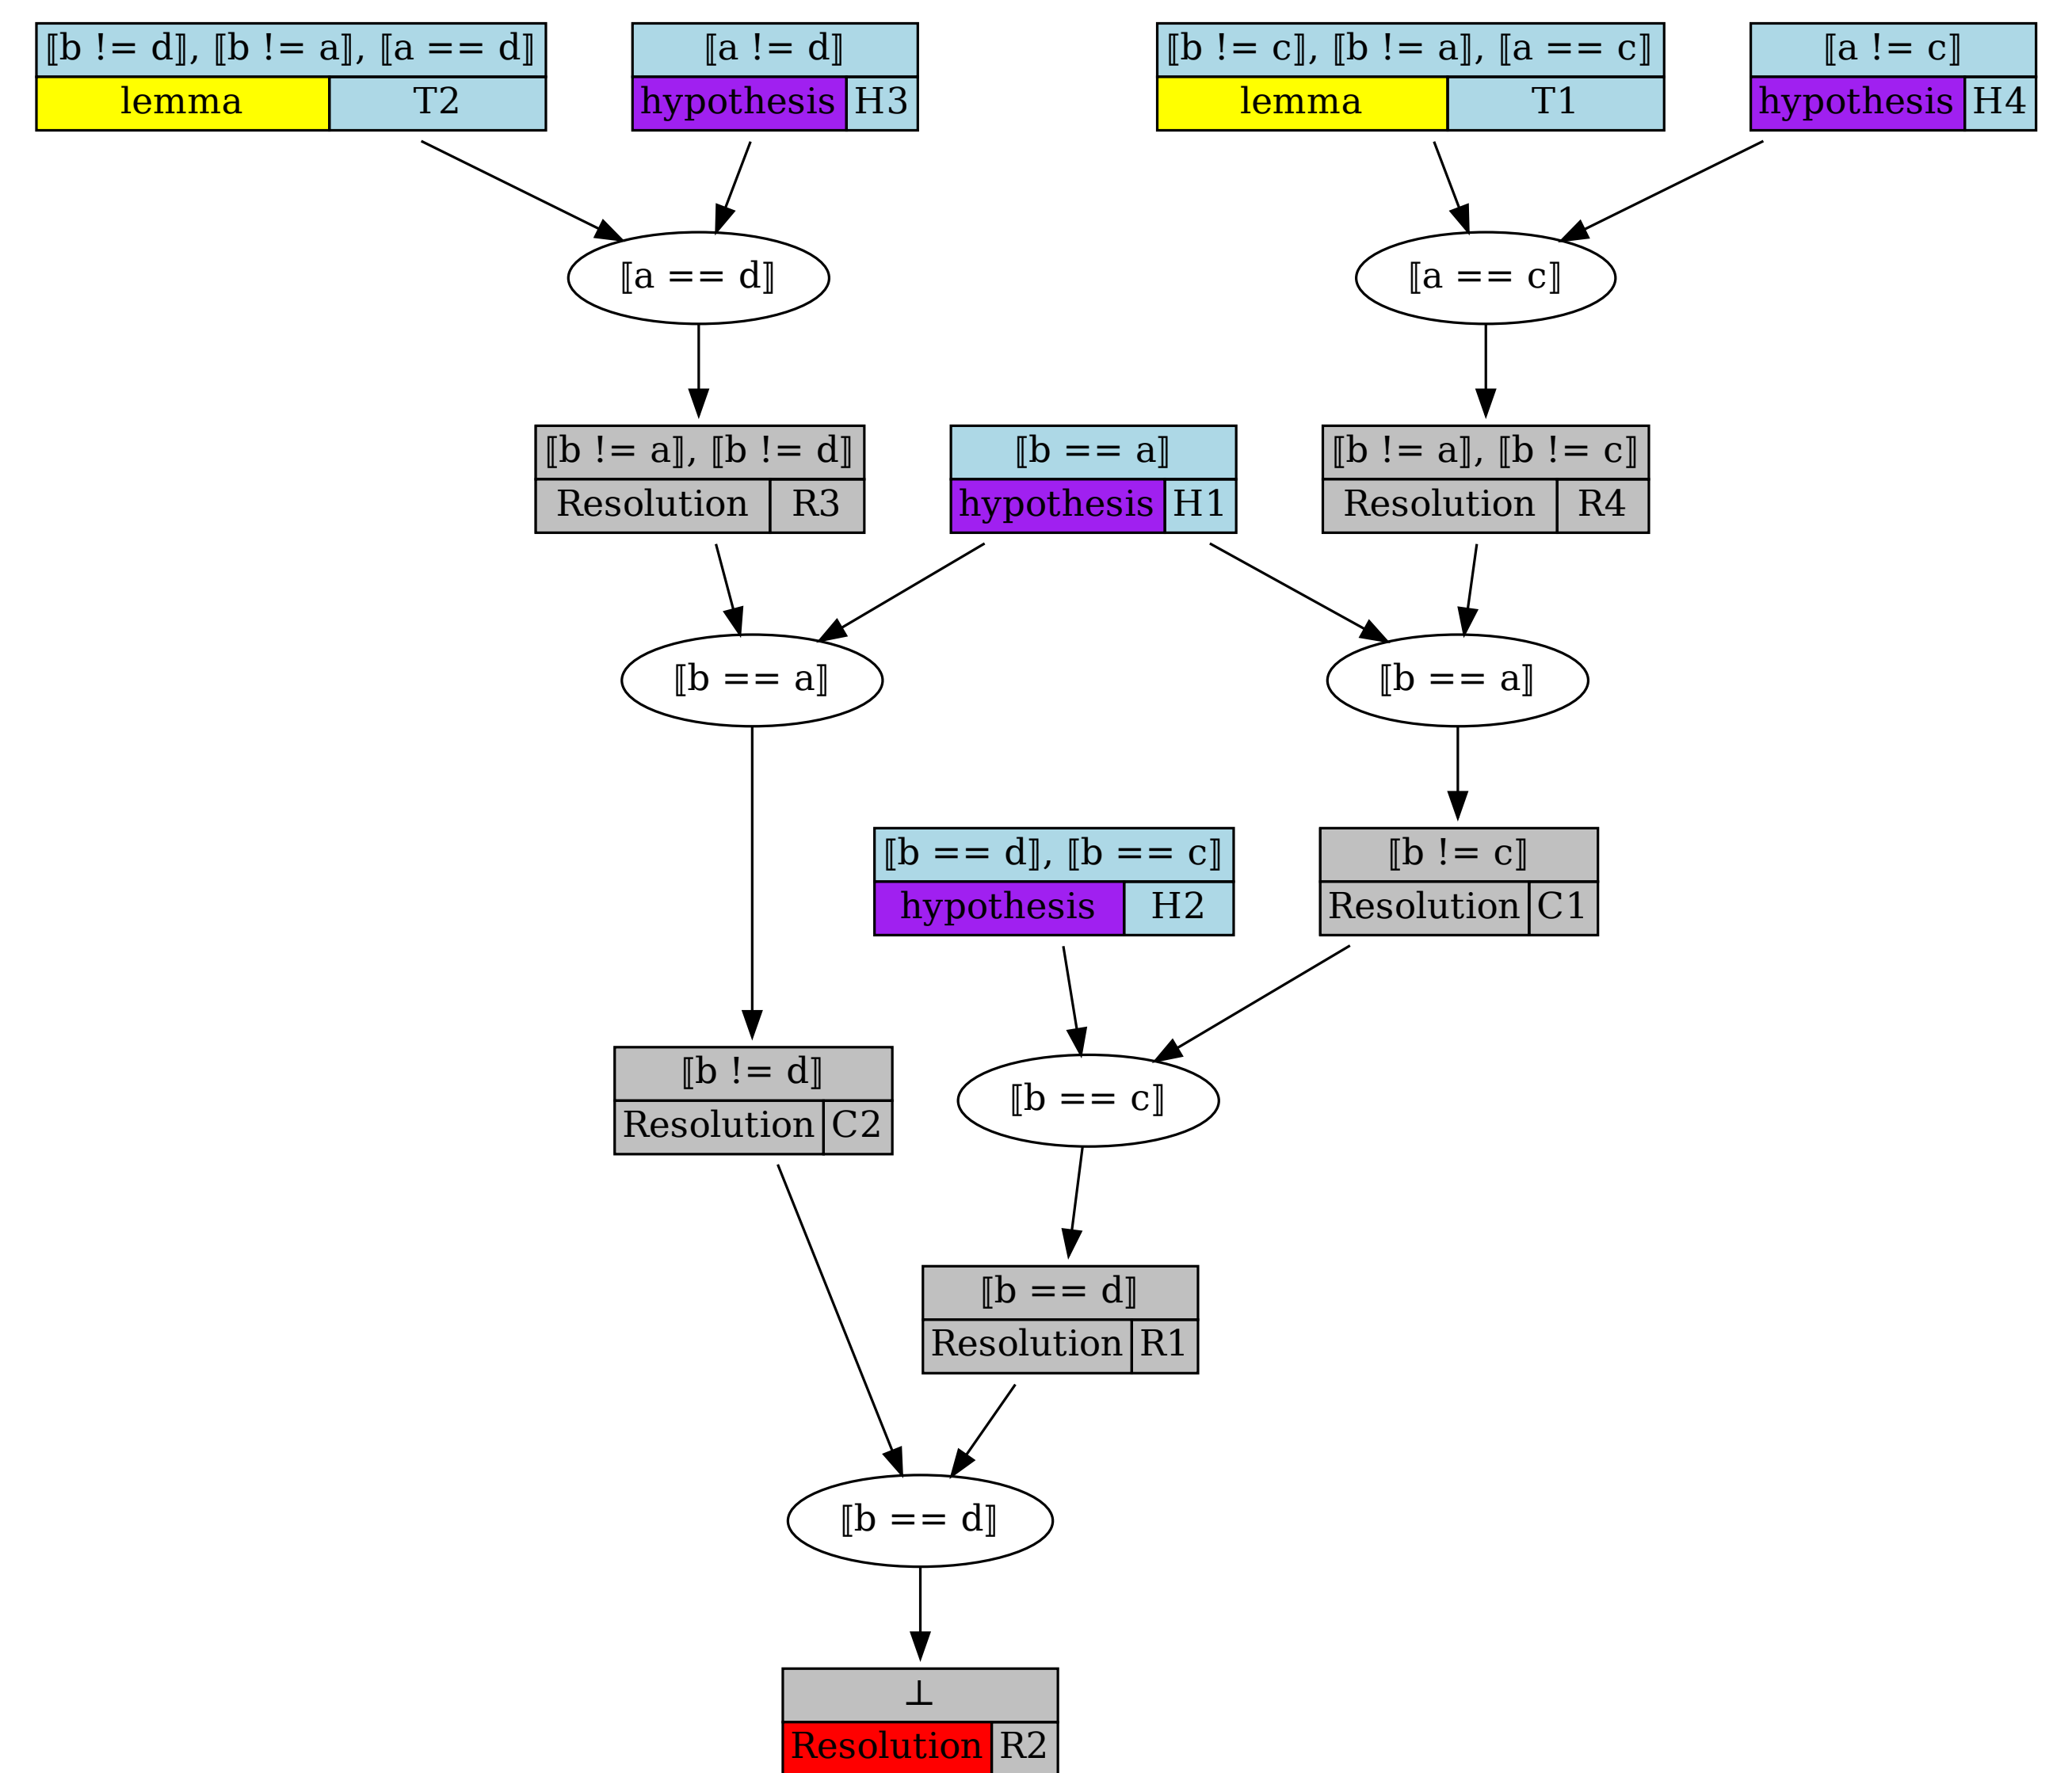 ⟦b != d⟧, ⟦b != a⟧, ⟦a == d⟧
lemma T2
⟦a != d⟧
hypothesis H3
⟦b != c⟧, ⟦b != a⟧, ⟦a == c⟧
lemma T1
⟦a != c⟧
hypothesis H4
⟦a == d⟧
⟦a == c⟧
⟦b != a⟧, ⟦b != d⟧
Resolution R3
⟦b == a⟧
hypothesis H1
⟦b != a⟧, ⟦b != c⟧
Resolution R4
⟦b == a⟧
⟦b == a⟧
⟦b == d⟧, ⟦b == c⟧
hypothesis H2
⟦b != c⟧
Resolution C1
⟦b != d⟧
Resolution C2
⟦b == c⟧
⟦b == d⟧
Resolution R1
⟦b == d⟧
⊥
Resolution R2